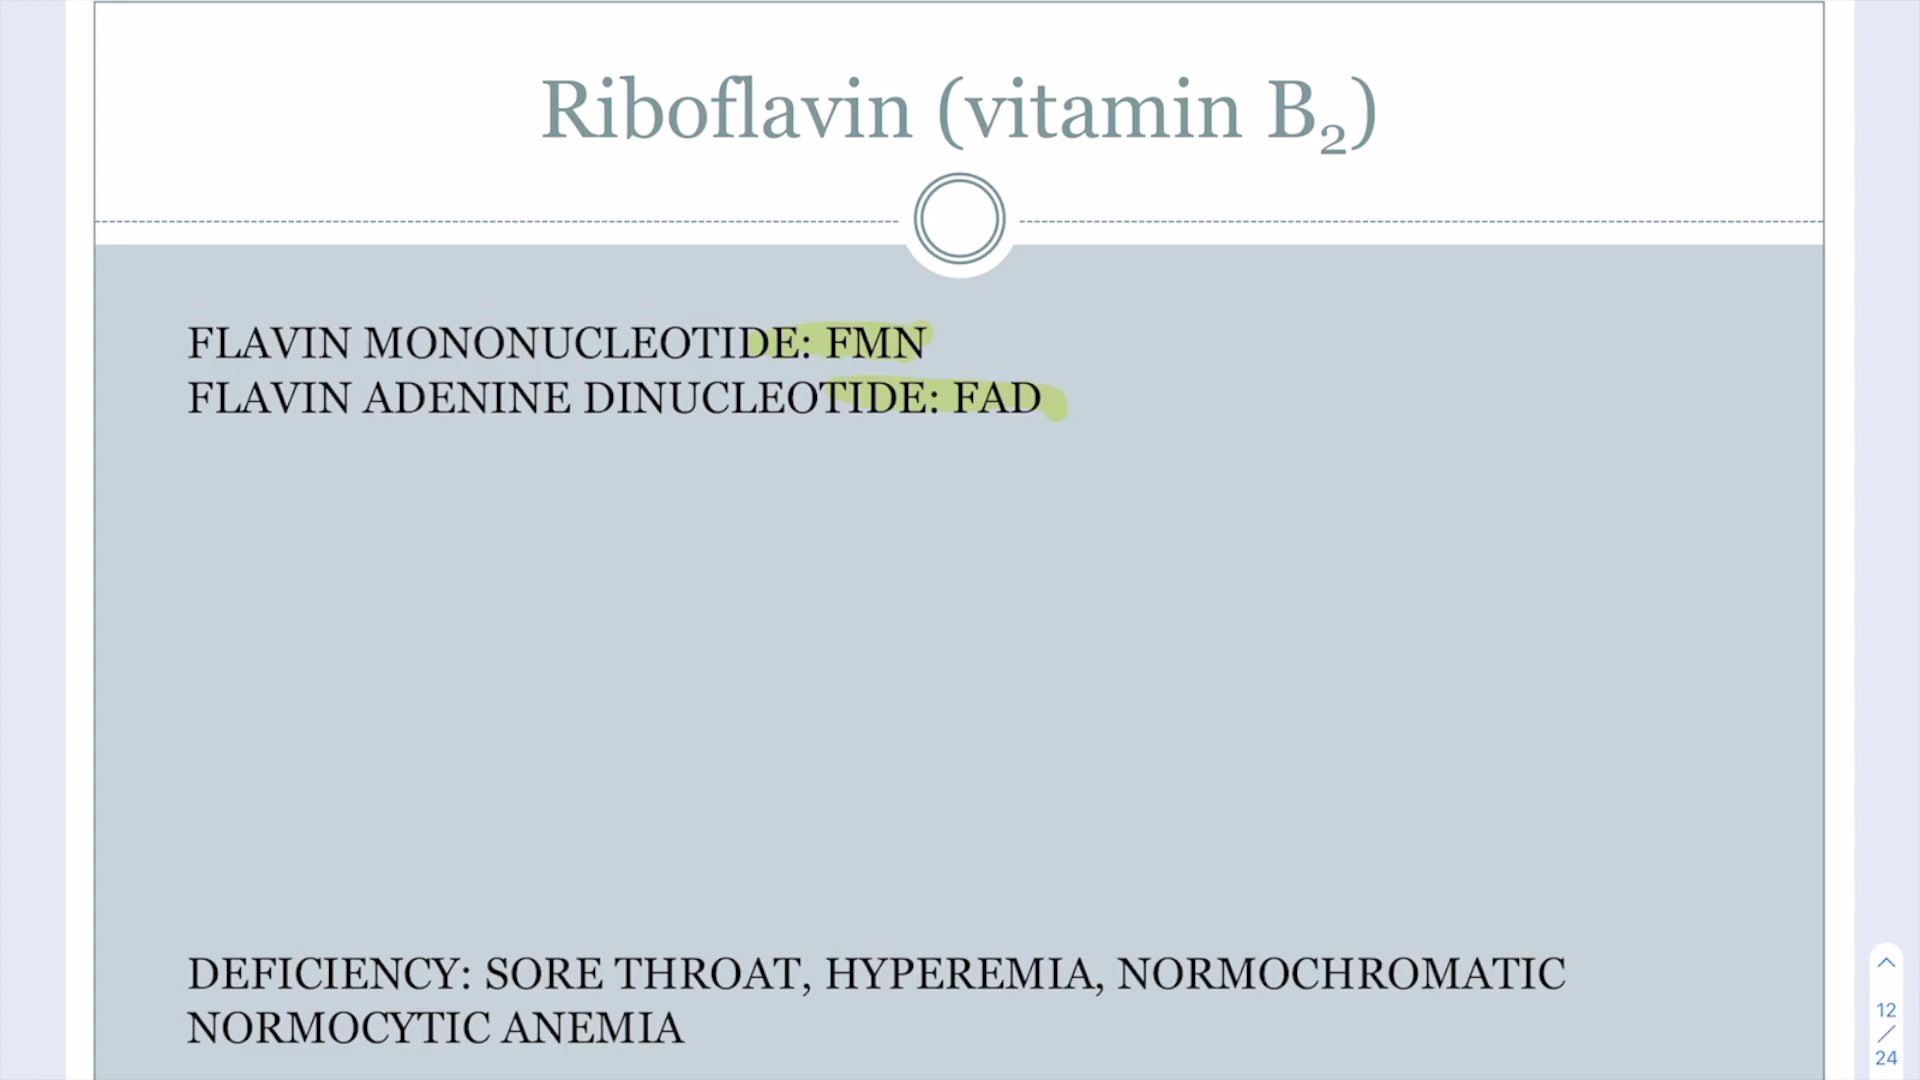 Riboflavin (vitamin B₂)
FLAVIN MONONUCLEOTIDE: FMN
FLAVIN ADENINE DINUCLEOTIDE: FAD
DEFICIENCY: SORE THROAT, HYPEREMIA, NORMOCHROMATIC
NORMOCYTIC ANEMIA
12
/
24